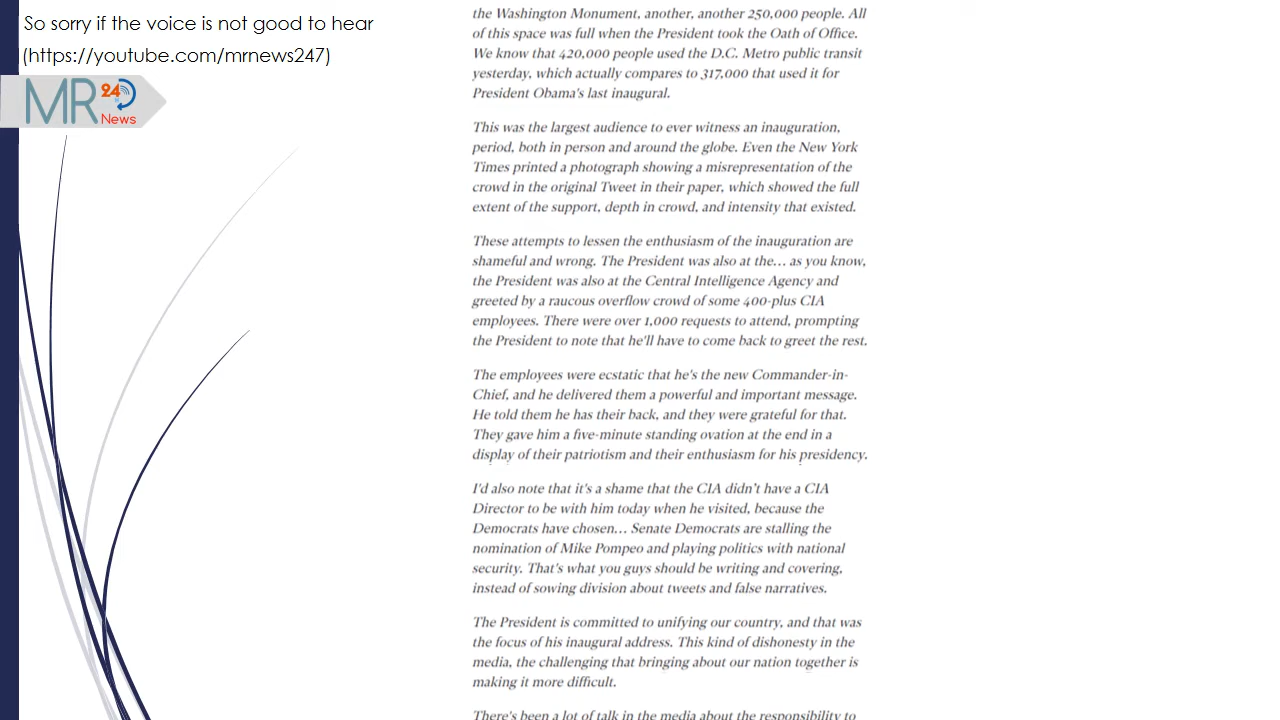 So sorry if the voice is not good to hear
(https://youtube.com/mrnews247)
MR 24 News
the Washington Monument, another, another 250,000 people. All
of this space was full when the President took the Oath of Office.
We know that 420,000 people used the D.C. Metro public transit
yesterday, which actually compares to 317,000 that used it for
President Obama's last inaugural.
This was the largest audience to ever witness an inauguration,
period, both in person and around the globe. Even the New York
Times printed a photograph showing a misrepresentation of the
crowd in the original Tweet in their paper, which showed the full
extent of the support, depth in crowd, and intensity that existed.
These attempts to lessen the enthusiasm of the inauguration are
shameful and wrong. The President was also at the… as you know,
the President was also at the Central Intelligence Agency and
greeted by a raucous overflow crowd of some 400-plus CIA
employees. There were over 1,000 requests to attend, prompting
the President to note that he'll have to come back to greet the rest.
The employees were ecstatic that he's the new Commander-in-
Chief, and he delivered them a powerful and important message.
He told them he has their back, and they were grateful for that.
They gave him a five-minute standing ovation at the end in a
display of their patriotism and their enthusiasm for his presidency.
I'd also note that it's a shame that the CIA didn't have a CIA
Director to be with him today when he visited, because the
Democrats have chosen… Senate Democrats are stalling the
nomination of Mike Pompeo and playing politics with national
security. That's what you guys should be writing and covering,
instead of sowing division about tweets and false narratives.
The President is committed to unifying our country, and that was
the focus of his inaugural address. This kind of dishonesty in the
media, the challenging that bringing about our nation together is
making it more difficult.
There's been a lot of talk in the media about the responsibility to